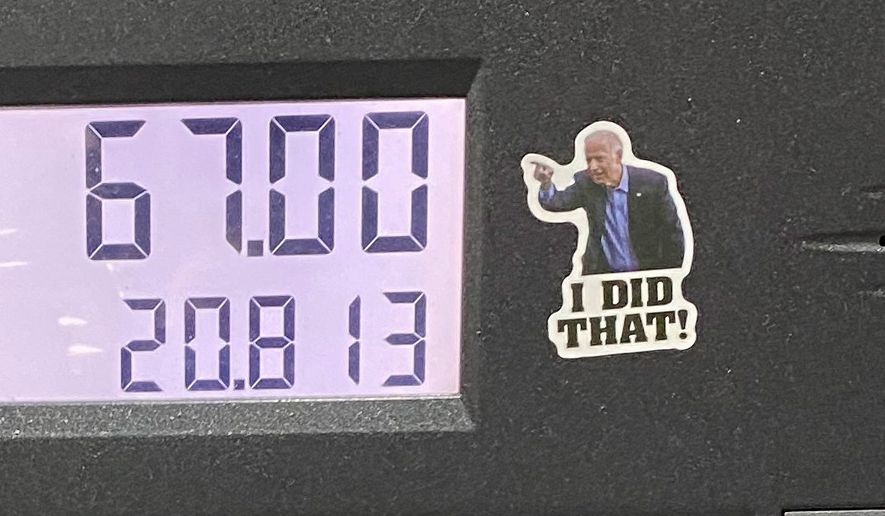 67.00
20.813
I DID
THAT!